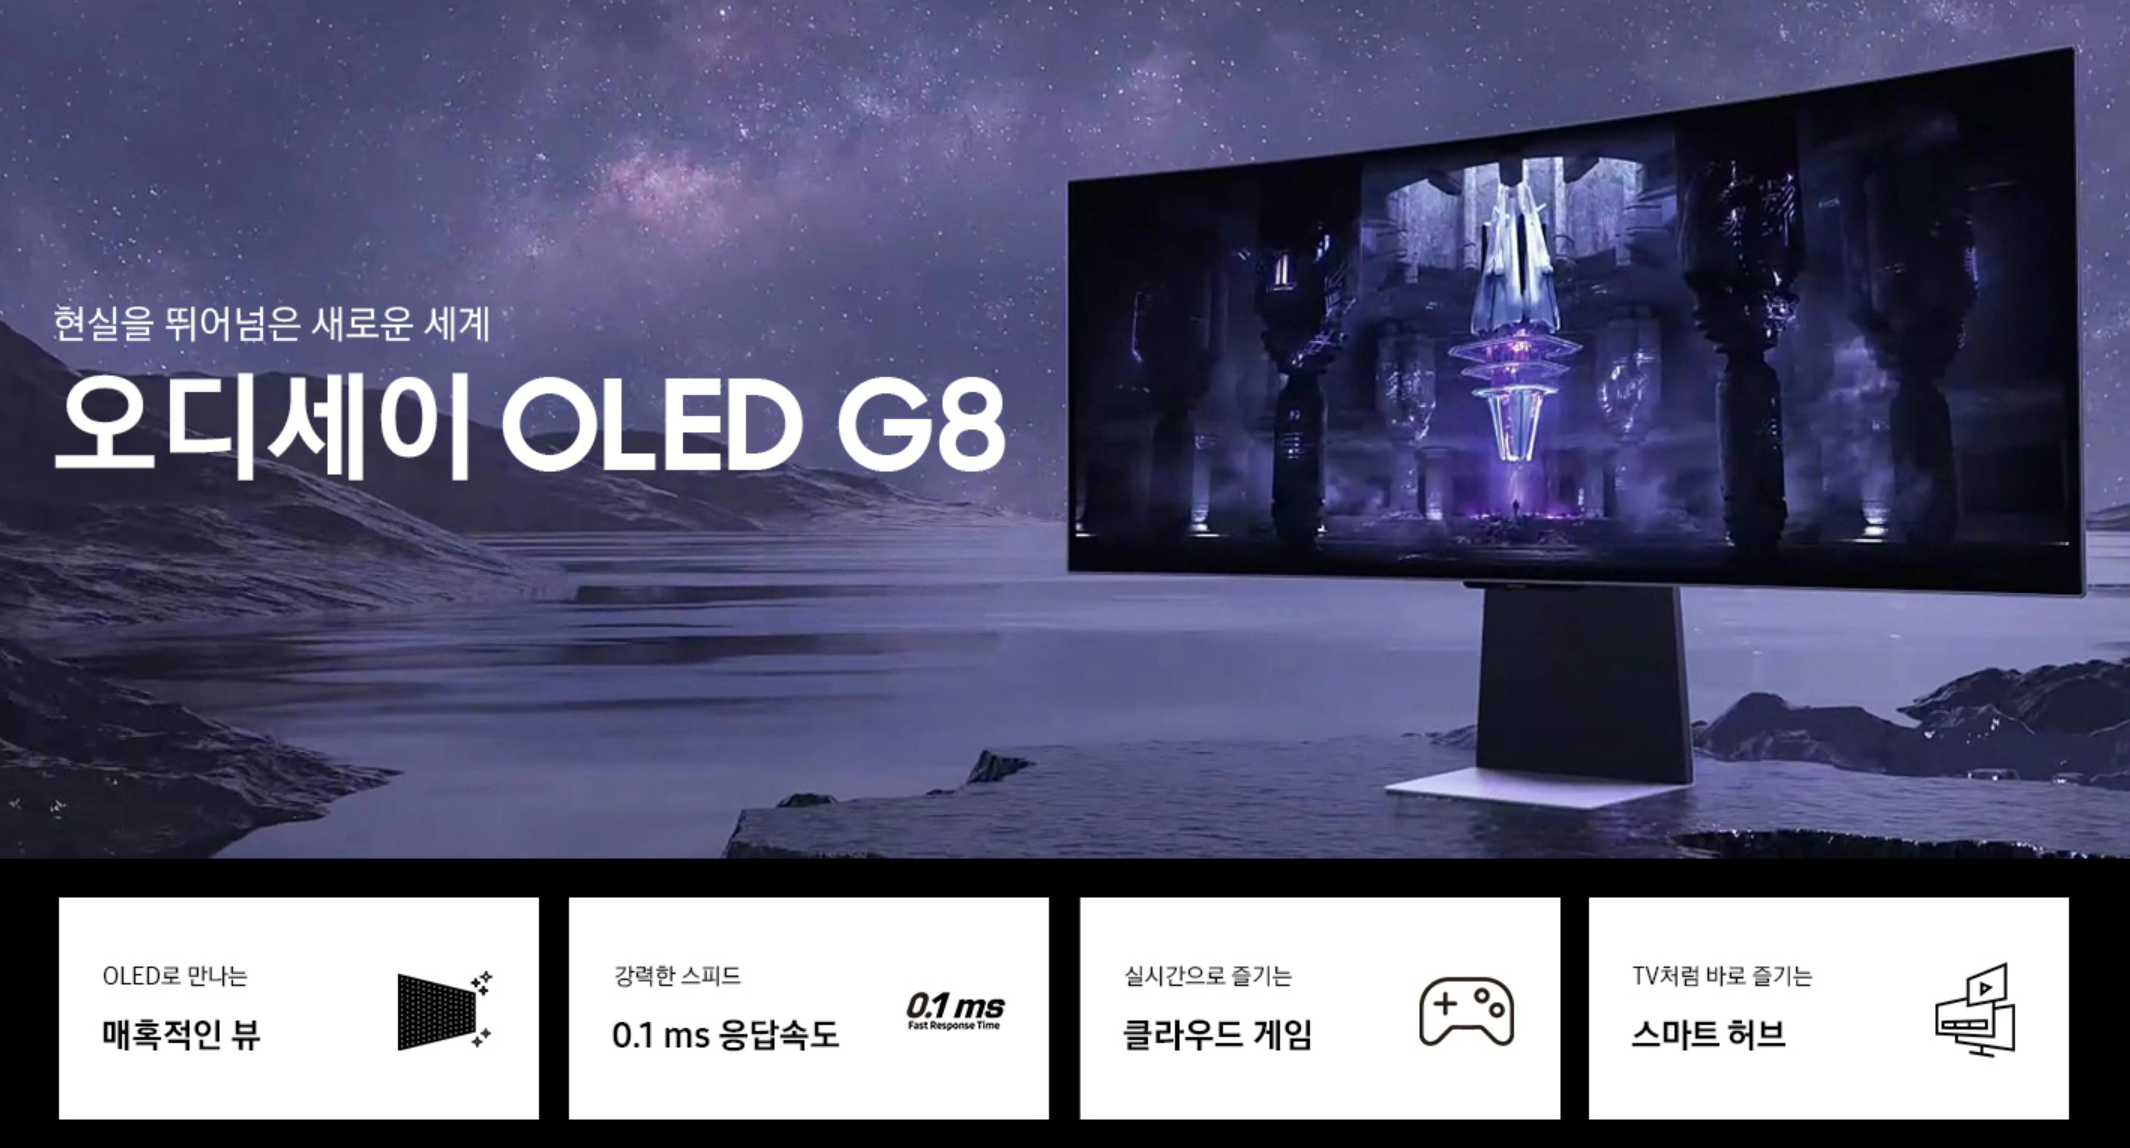 현실을 뛰어넘은 새로운 세계
오디세이 OLED G8
OLED로 만나는
매혹적인 뷰
강력한 스피드
0.1 ms 응답속도
0.1 ms
Fast Response Time
실시간으로 즐기는
클라우드 게임
TV처럼 바로 즐기는
스마트 허브